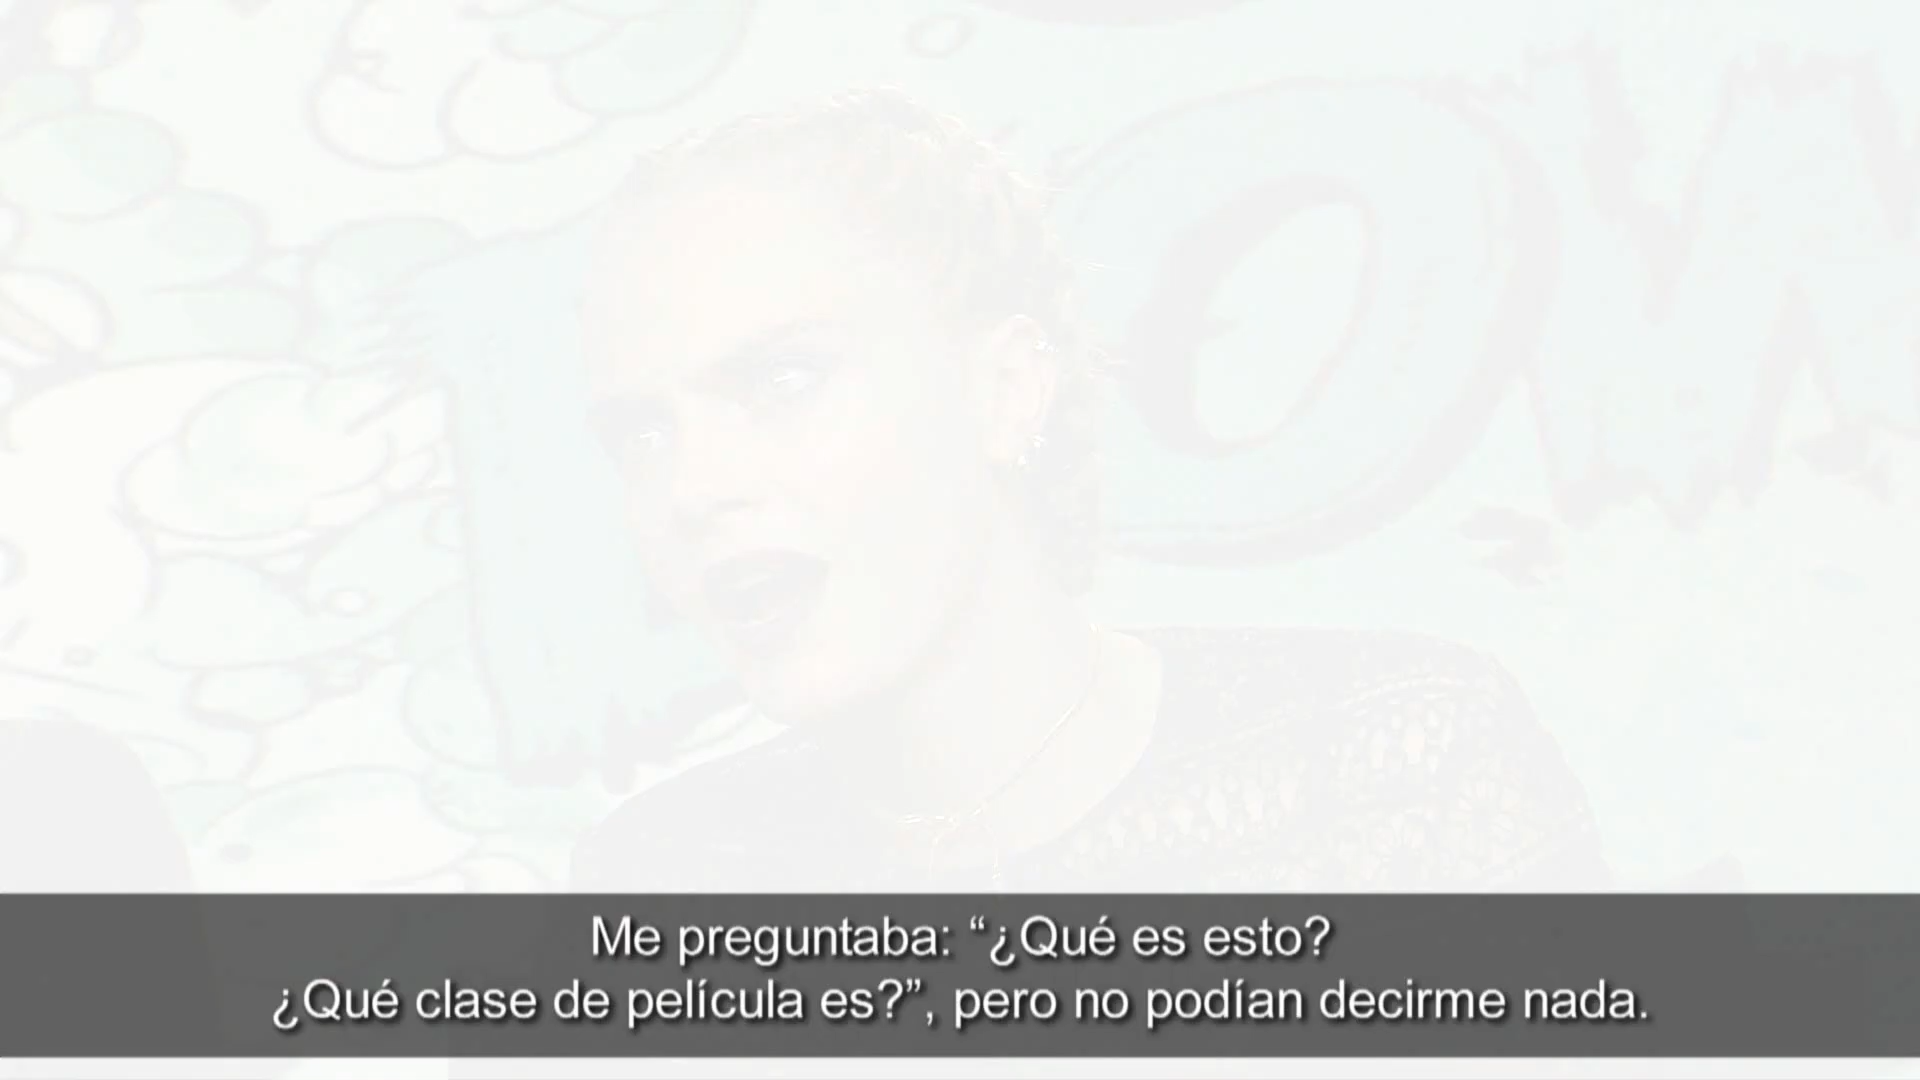 Me preguntaba: “¿Qué es esto?
¿Qué clase de película es?”, pero no podían decirme nada.